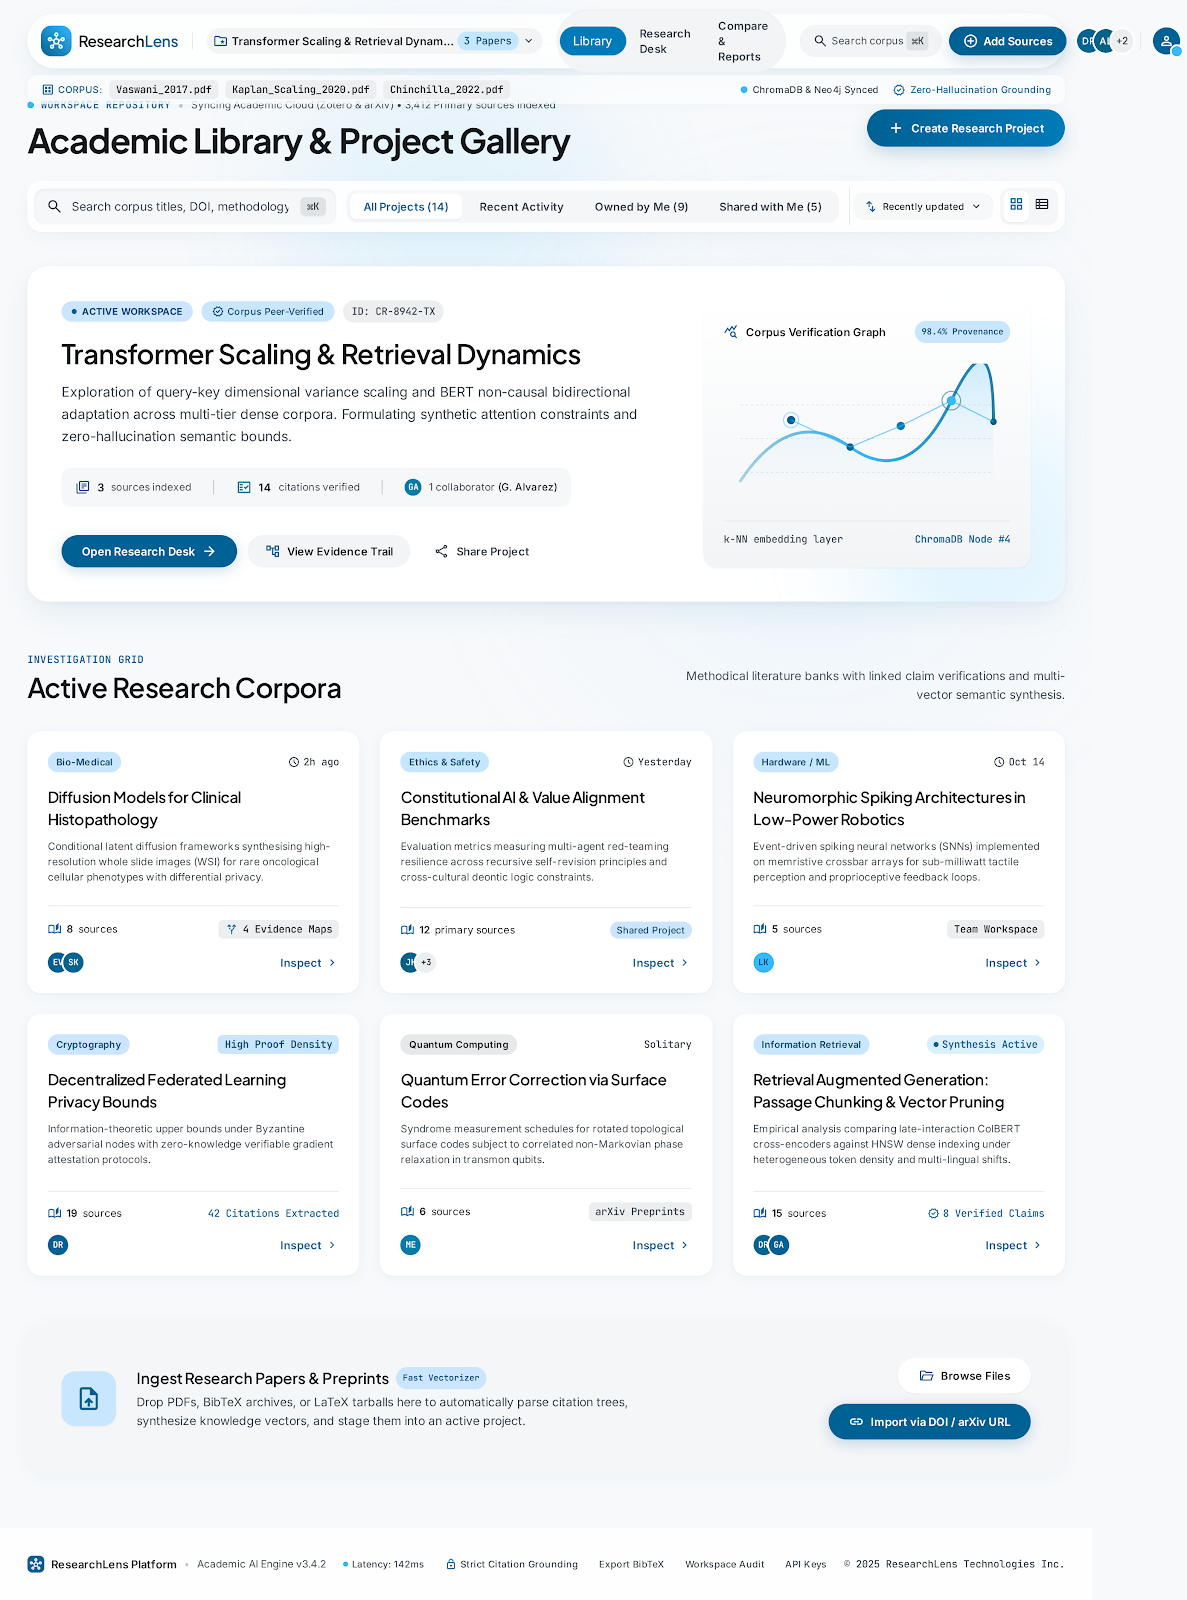 ResearchLens
Transformer Scaling & Retrieval Dynam...
3 Papers
Library
Research Desk
Compare & Reports
Search corpus ⌘K
Add Sources
+2
CORPUS: Vaswani_2017.pdf Kaplan_Scaling_2020.pdf Chinchilla_2022.pdf
ChromaDB & Neo4j Synced
Zero-Hallucination Grounding
WORKSPACE REPOSITORY • Syncing Academic Cloud (Zotero & arXiv) • 3,412 Primary sources indexed
Academic Library & Project Gallery
Create Research Project
Search corpus titles, DOI, methodology ⌘K
All Projects (14)
Recent Activity
Owned by Me (9)
Shared with Me (5)
Recently updated
ACTIVE WORKSPACE
Corpus Peer-Verified
ID: CR-8942-TX
Transformer Scaling & Retrieval Dynamics
Exploration of query-key dimensional variance scaling and BERT non-causal bidirectional
adaptation across multi-tier dense corpora. Formulating synthetic attention constraints and
zero-hallucination semantic bounds.
3 sources indexed
14 citations verified
GA 1 collaborator (G. Alvarez)
Open Research Desk
View Evidence Trail
Share Project
Corpus Verification Graph
98.4% Provenance
k-NN embedding layer
ChromaDB Node #4
INVESTIGATION GRID
Active Research Corpora
Methodical literature banks with linked claim verifications and multi-
vector semantic synthesis.
Bio-Medical
2h ago
Diffusion Models for Clinical
Histopathology
Conditional latent diffusion frameworks synthesising high-
resolution whole slide images (WSI) for rare oncological
cellular phenotypes with differential privacy.
8 sources
4 Evidence Maps
SK
Inspect
Ethics & Safety
Yesterday
Constitutional AI & Value Alignment
Benchmarks
Evaluation metrics measuring multi-agent red-teaming
resilience across recursive self-revision principles and
cross-cultural deontic logic constraints.
12 primary sources
Shared Project
+3
Inspect
Hardware / ML
Oct 14
Neuromorphic Spiking Architectures in
Low-Power Robotics
Event-driven spiking neural networks (SNNs) implemented
on memristive crossbar arrays for sub-milliwatt tactile
perception and proprioceptive feedback loops.
5 sources
Team Workspace
LK
Inspect
Cryptography
High Proof Density
Decentralized Federated Learning
Privacy Bounds
Information-theoretic upper bounds under Byzantine
adversarial nodes with zero-knowledge verifiable gradient
attestation protocols.
19 sources
42 Citations Extracted
DR
Inspect
Quantum Computing
Solitary
Quantum Error Correction via Surface
Codes
Syndrome measurement schedules for rotated topological
surface codes subject to correlated non-Markovian phase
relaxation in transmon qubits.
6 sources
arXiv Preprints
ME
Inspect
Information Retrieval
Synthesis Active
Retrieval Augmented Generation:
Passage Chunking & Vector Pruning
Empirical analysis comparing late-interaction ColBERT
cross-encoders against HNSW dense indexing under
heterogeneous token density and multi-lingual shifts.
15 sources
8 Verified Claims
DR GA
Inspect
Ingest Research Papers & Preprints
Fast Vectorizer
Drop PDFs, BibTeX archives, or LaTeX tarballs here to automatically parse citation trees,
synthesize knowledge vectors, and stage them into an active project.
Browse Files
Import via DOI / arXiv URL
ResearchLens Platform • Academic AI Engine v3.4.2
Latency: 142ms
Strict Citation Grounding
Export BibTeX
Workspace Audit
API Keys
© 2025 ResearchLens Technologies Inc.